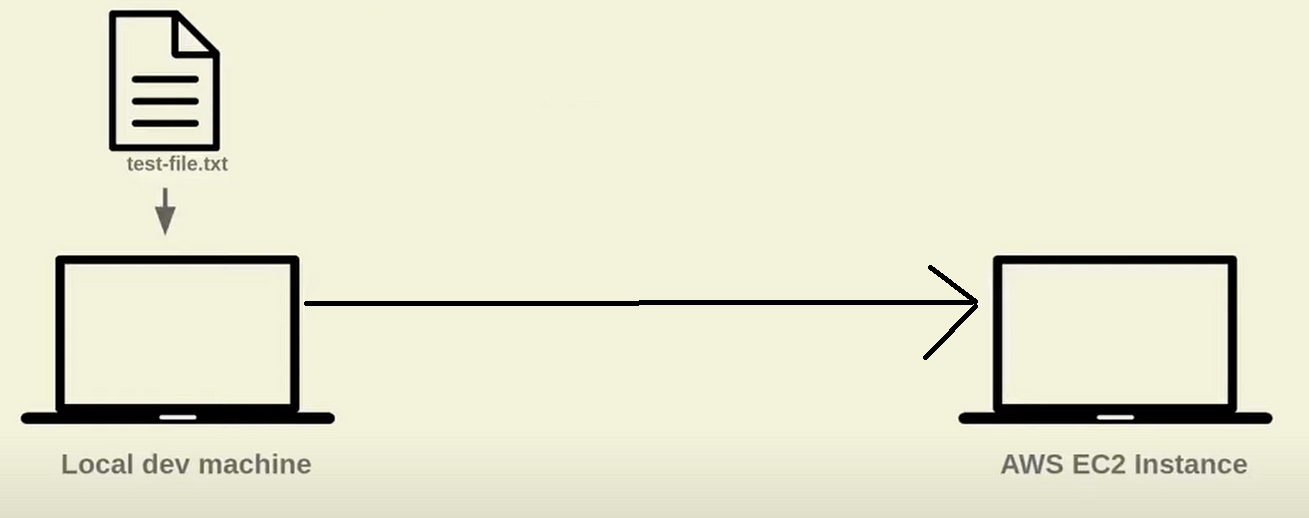 test-file.txt
Local dev machine
AWS EC2 Instance